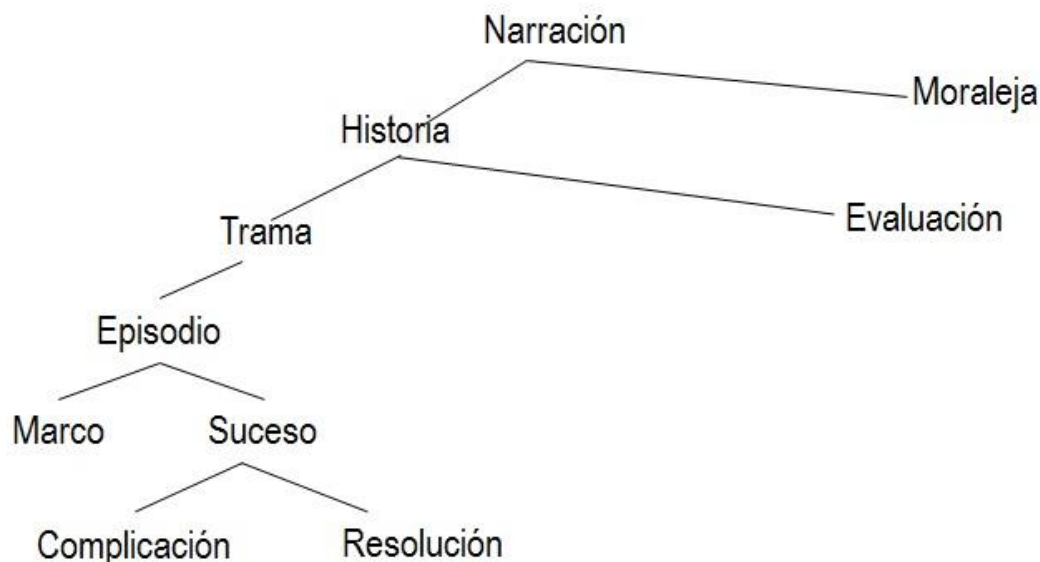 Narración
Moraleja
Historia
Evaluación
Trama
Episodio
Marco Suceso
Complicación Resolución